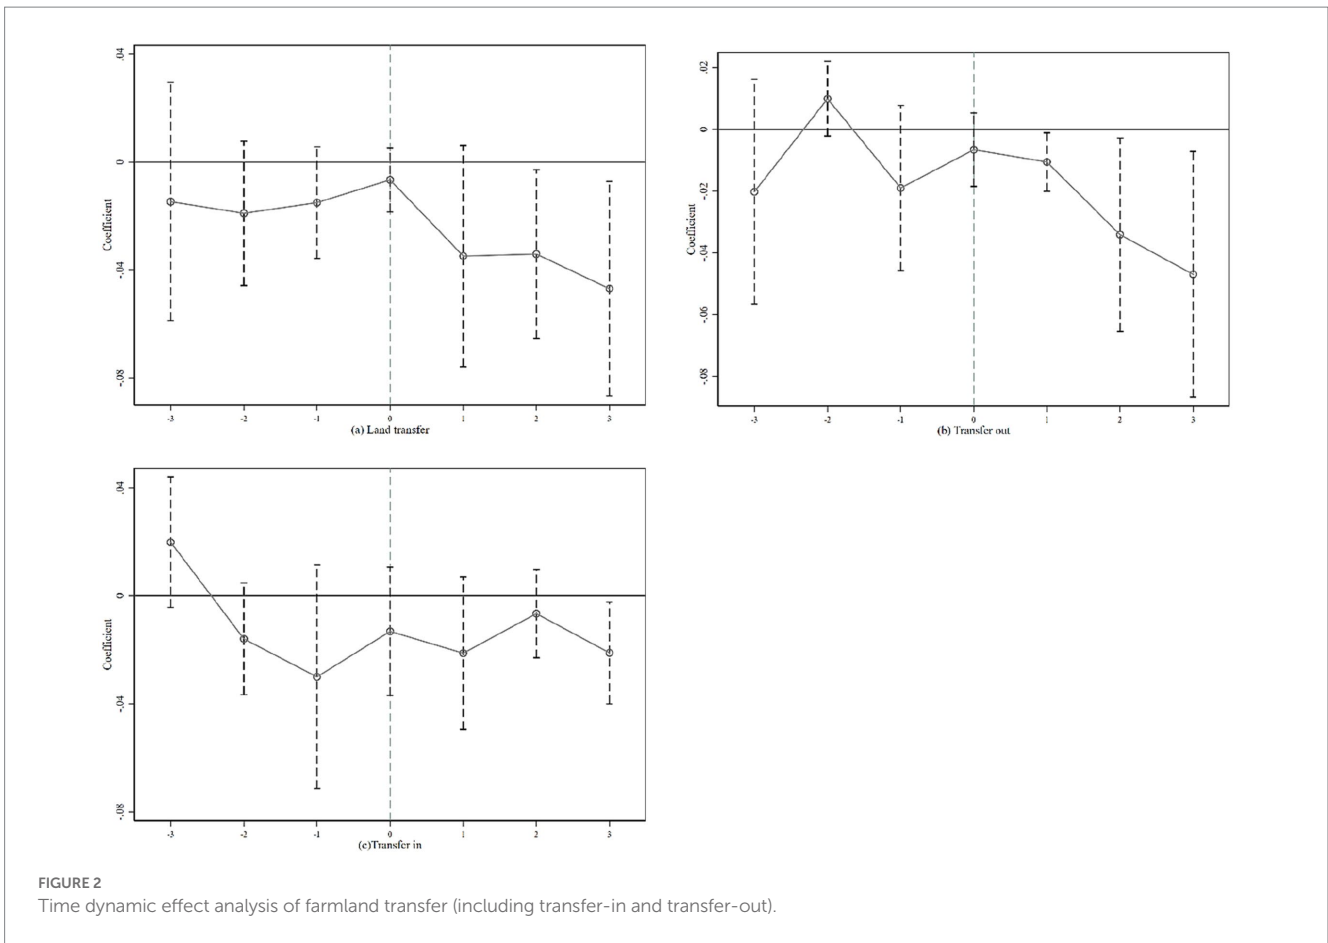 .04
0
-.04
-.08
Coefficient
-3 -2 -1 0 1 2 3
(a) Land transfer
.02
0
-.02
-.04
-.06
-.08
Coefficient
-3 -2 -1 0 1 2 3
(b) Transfer out
.04
0
-.04
-.08
Coefficient
-3 -2 -1 0 1 2 3
(c)Transfer in
FIGURE 2
Time dynamic effect analysis of farmland transfer (including transfer-in and transfer-out).